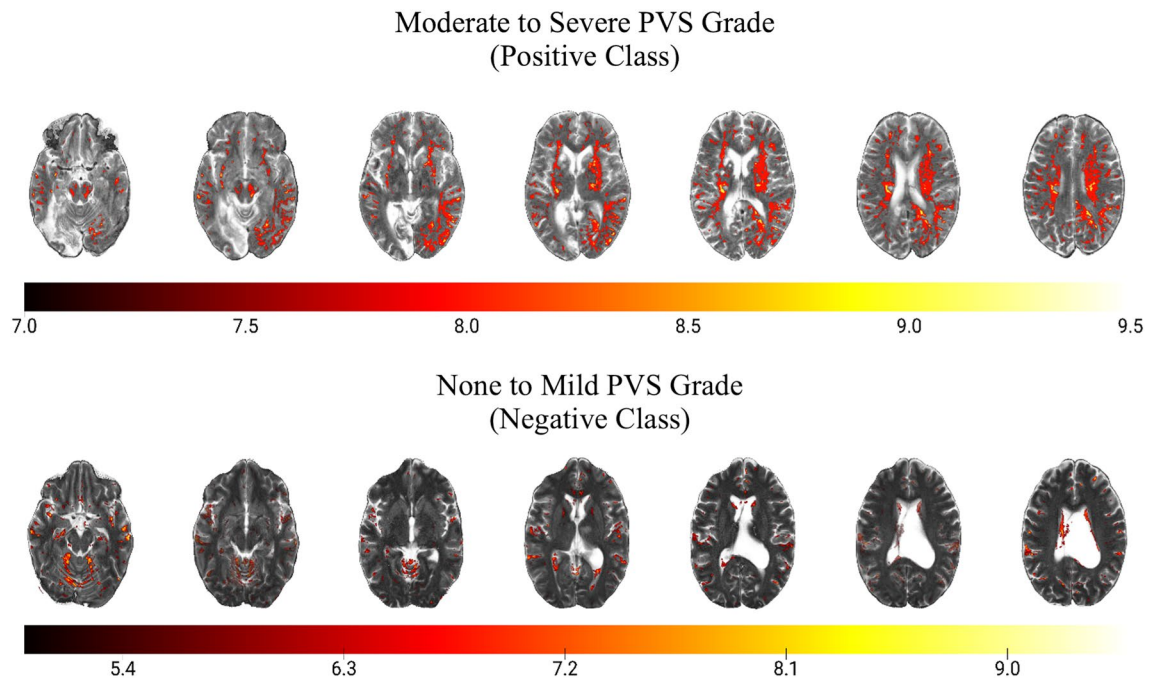 Moderate to Severe PVS Grade
(Positive Class)
7.0 7.5 8.0 8.5 9.0 9.5
None to Mild PVS Grade
(Negative Class)
5.4 6.3 7.2 8.1 9.0